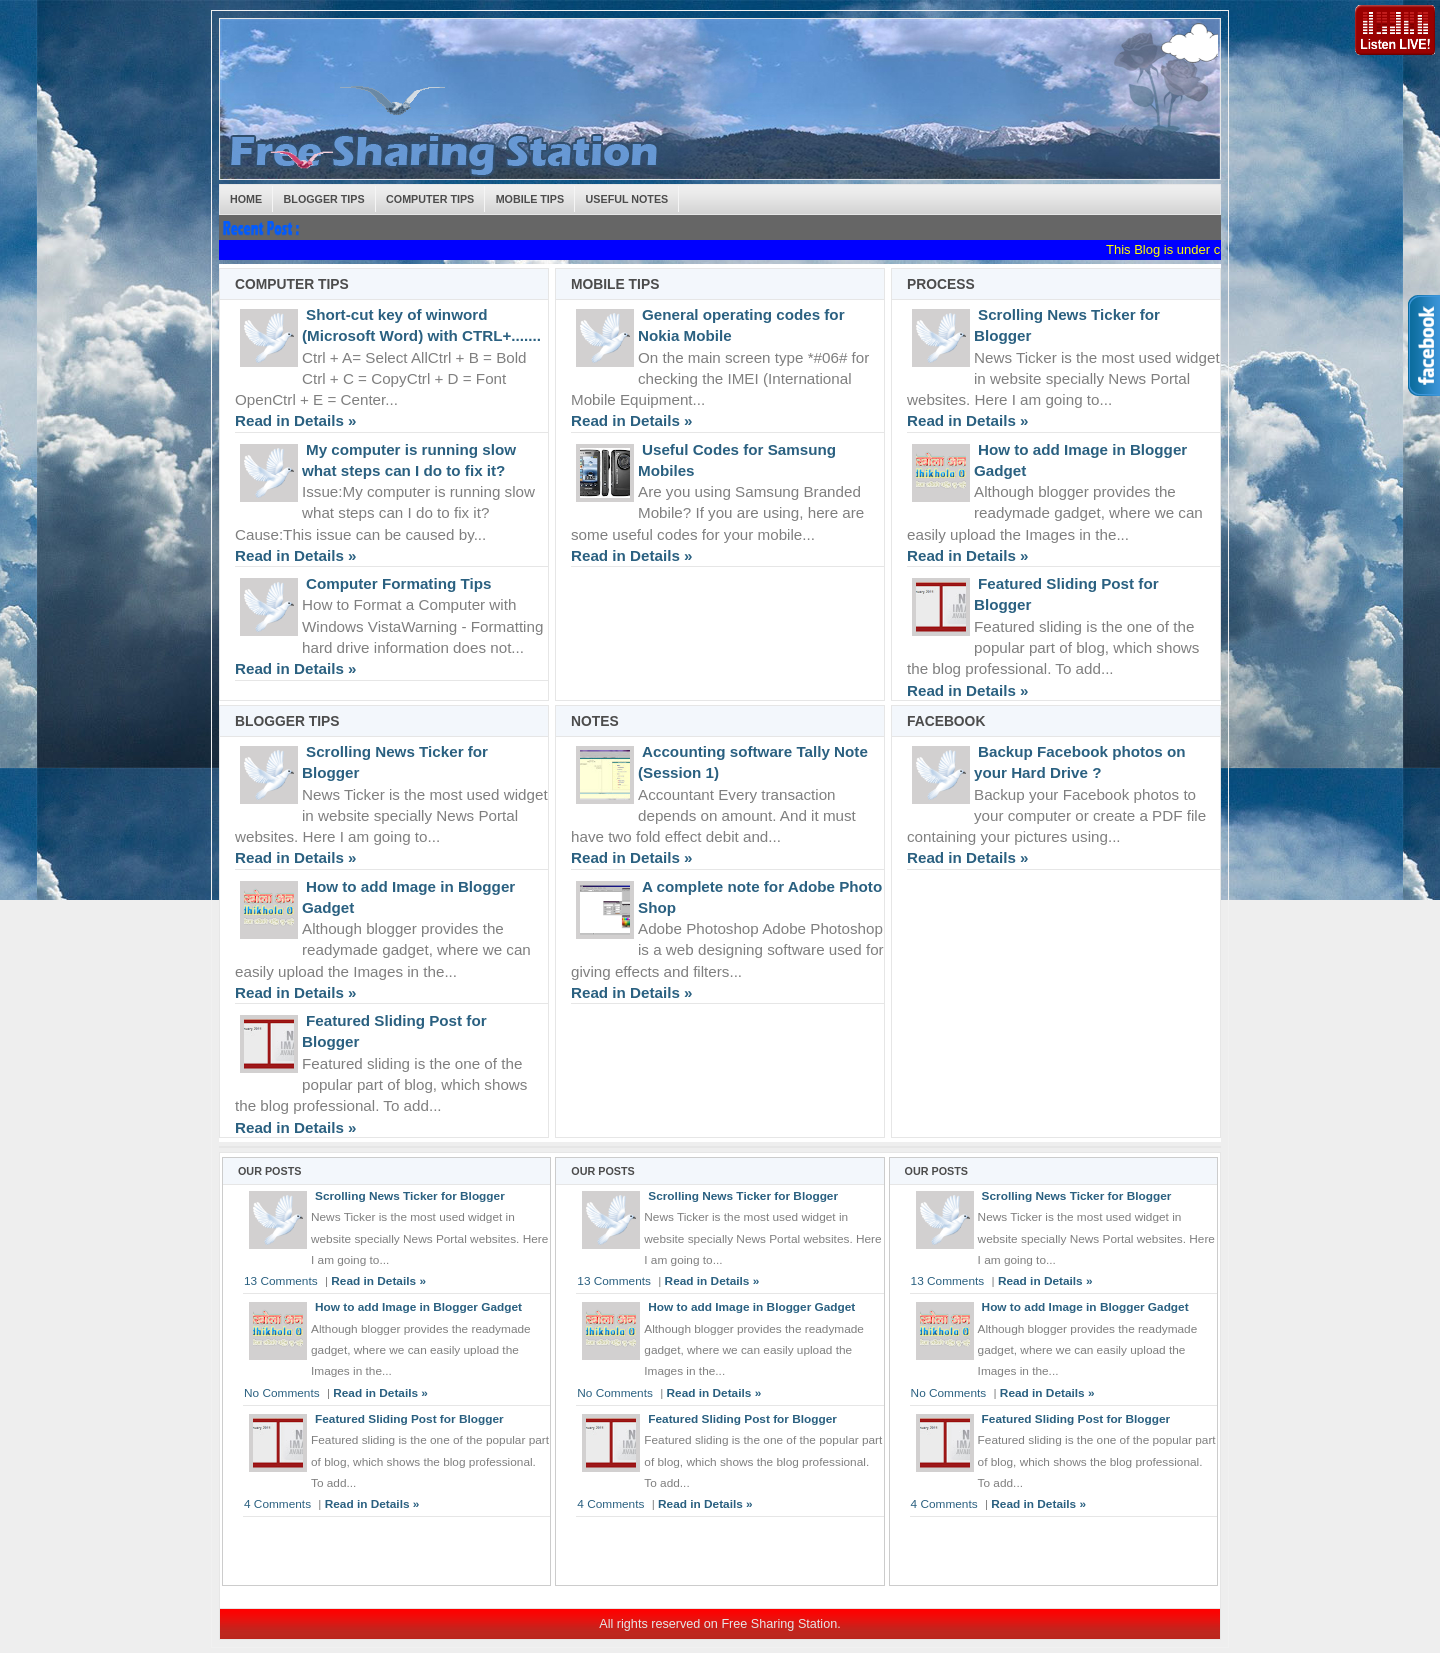 Listen LIVE!
Free Sharing Station
HOME BLOGGER TIPS COMPUTER TIPS MOBILE TIPS USEFUL NOTES
Recent Post :
This Blog is under c
facebook
COMPUTER TIPS
Short-cut key of winword
(Microsoft Word) with CTRL+.......
Ctrl + A= Select AllCtrl + B = Bold
Ctrl + C = CopyCtrl + D = Font
OpenCtrl + E = Center...
Read in Details »
My computer is running slow
what steps can I do to fix it?
Issue:My computer is running slow
what steps can I do to fix it?
Cause:This issue can be caused by...
Read in Details »
Computer Formating Tips
How to Format a Computer with
Windows VistaWarning - Formatting
hard drive information does not...
Read in Details »
MOBILE TIPS
General operating codes for
Nokia Mobile
On the main screen type *#06# for
checking the IMEI (International
Mobile Equipment...
Read in Details »
Useful Codes for Samsung
Mobiles
Are you using Samsung Branded
Mobile? If you are using, here are
some useful codes for your mobile...
Read in Details »
PROCESS
Scrolling News Ticker for
Blogger
News Ticker is the most used widget
in website specially News Portal
websites. Here I am going to...
Read in Details »
How to add Image in Blogger
Gadget
Although blogger provides the
readymade gadget, where we can
easily upload the Images in the...
Read in Details »
Featured Sliding Post for
Blogger
Featured sliding is the one of the
popular part of blog, which shows
the blog professional. To add...
Read in Details »
BLOGGER TIPS
Scrolling News Ticker for
Blogger
News Ticker is the most used widget
in website specially News Portal
websites. Here I am going to...
Read in Details »
How to add Image in Blogger
Gadget
Although blogger provides the
readymade gadget, where we can
easily upload the Images in the...
Read in Details »
Featured Sliding Post for
Blogger
Featured sliding is the one of the
popular part of blog, which shows
the blog professional. To add...
Read in Details »
NOTES
Accounting software Tally Note
(Session 1)
Accountant Every transaction
depends on amount. And it must
have two fold effect debit and...
Read in Details »
A complete note for Adobe Photo
Shop
Adobe Photoshop Adobe Photoshop
is a web designing software used for
giving effects and filters...
Read in Details »
FACEBOOK
Backup Facebook photos on
your Hard Drive ?
Backup your Facebook photos to
your computer or create a PDF file
containing your pictures using...
Read in Details »
OUR POSTS
Scrolling News Ticker for Blogger
News Ticker is the most used widget in
website specially News Portal websites. Here
I am going to...
13 Comments | Read in Details »
How to add Image in Blogger Gadget
Although blogger provides the readymade
gadget, where we can easily upload the
Images in the...
No Comments | Read in Details »
Featured Sliding Post for Blogger
Featured sliding is the one of the popular part
of blog, which shows the blog professional.
To add...
4 Comments | Read in Details »
OUR POSTS
Scrolling News Ticker for Blogger
News Ticker is the most used widget in
website specially News Portal websites. Here
I am going to...
13 Comments | Read in Details »
How to add Image in Blogger Gadget
Although blogger provides the readymade
gadget, where we can easily upload the
Images in the...
No Comments | Read in Details »
Featured Sliding Post for Blogger
Featured sliding is the one of the popular part
of blog, which shows the blog professional.
To add...
4 Comments | Read in Details »
OUR POSTS
Scrolling News Ticker for Blogger
News Ticker is the most used widget in
website specially News Portal websites. Here
I am going to...
13 Comments | Read in Details »
How to add Image in Blogger Gadget
Although blogger provides the readymade
gadget, where we can easily upload the
Images in the...
No Comments | Read in Details »
Featured Sliding Post for Blogger
Featured sliding is the one of the popular part
of blog, which shows the blog professional.
To add...
4 Comments | Read in Details »
All rights reserved on Free Sharing Station.